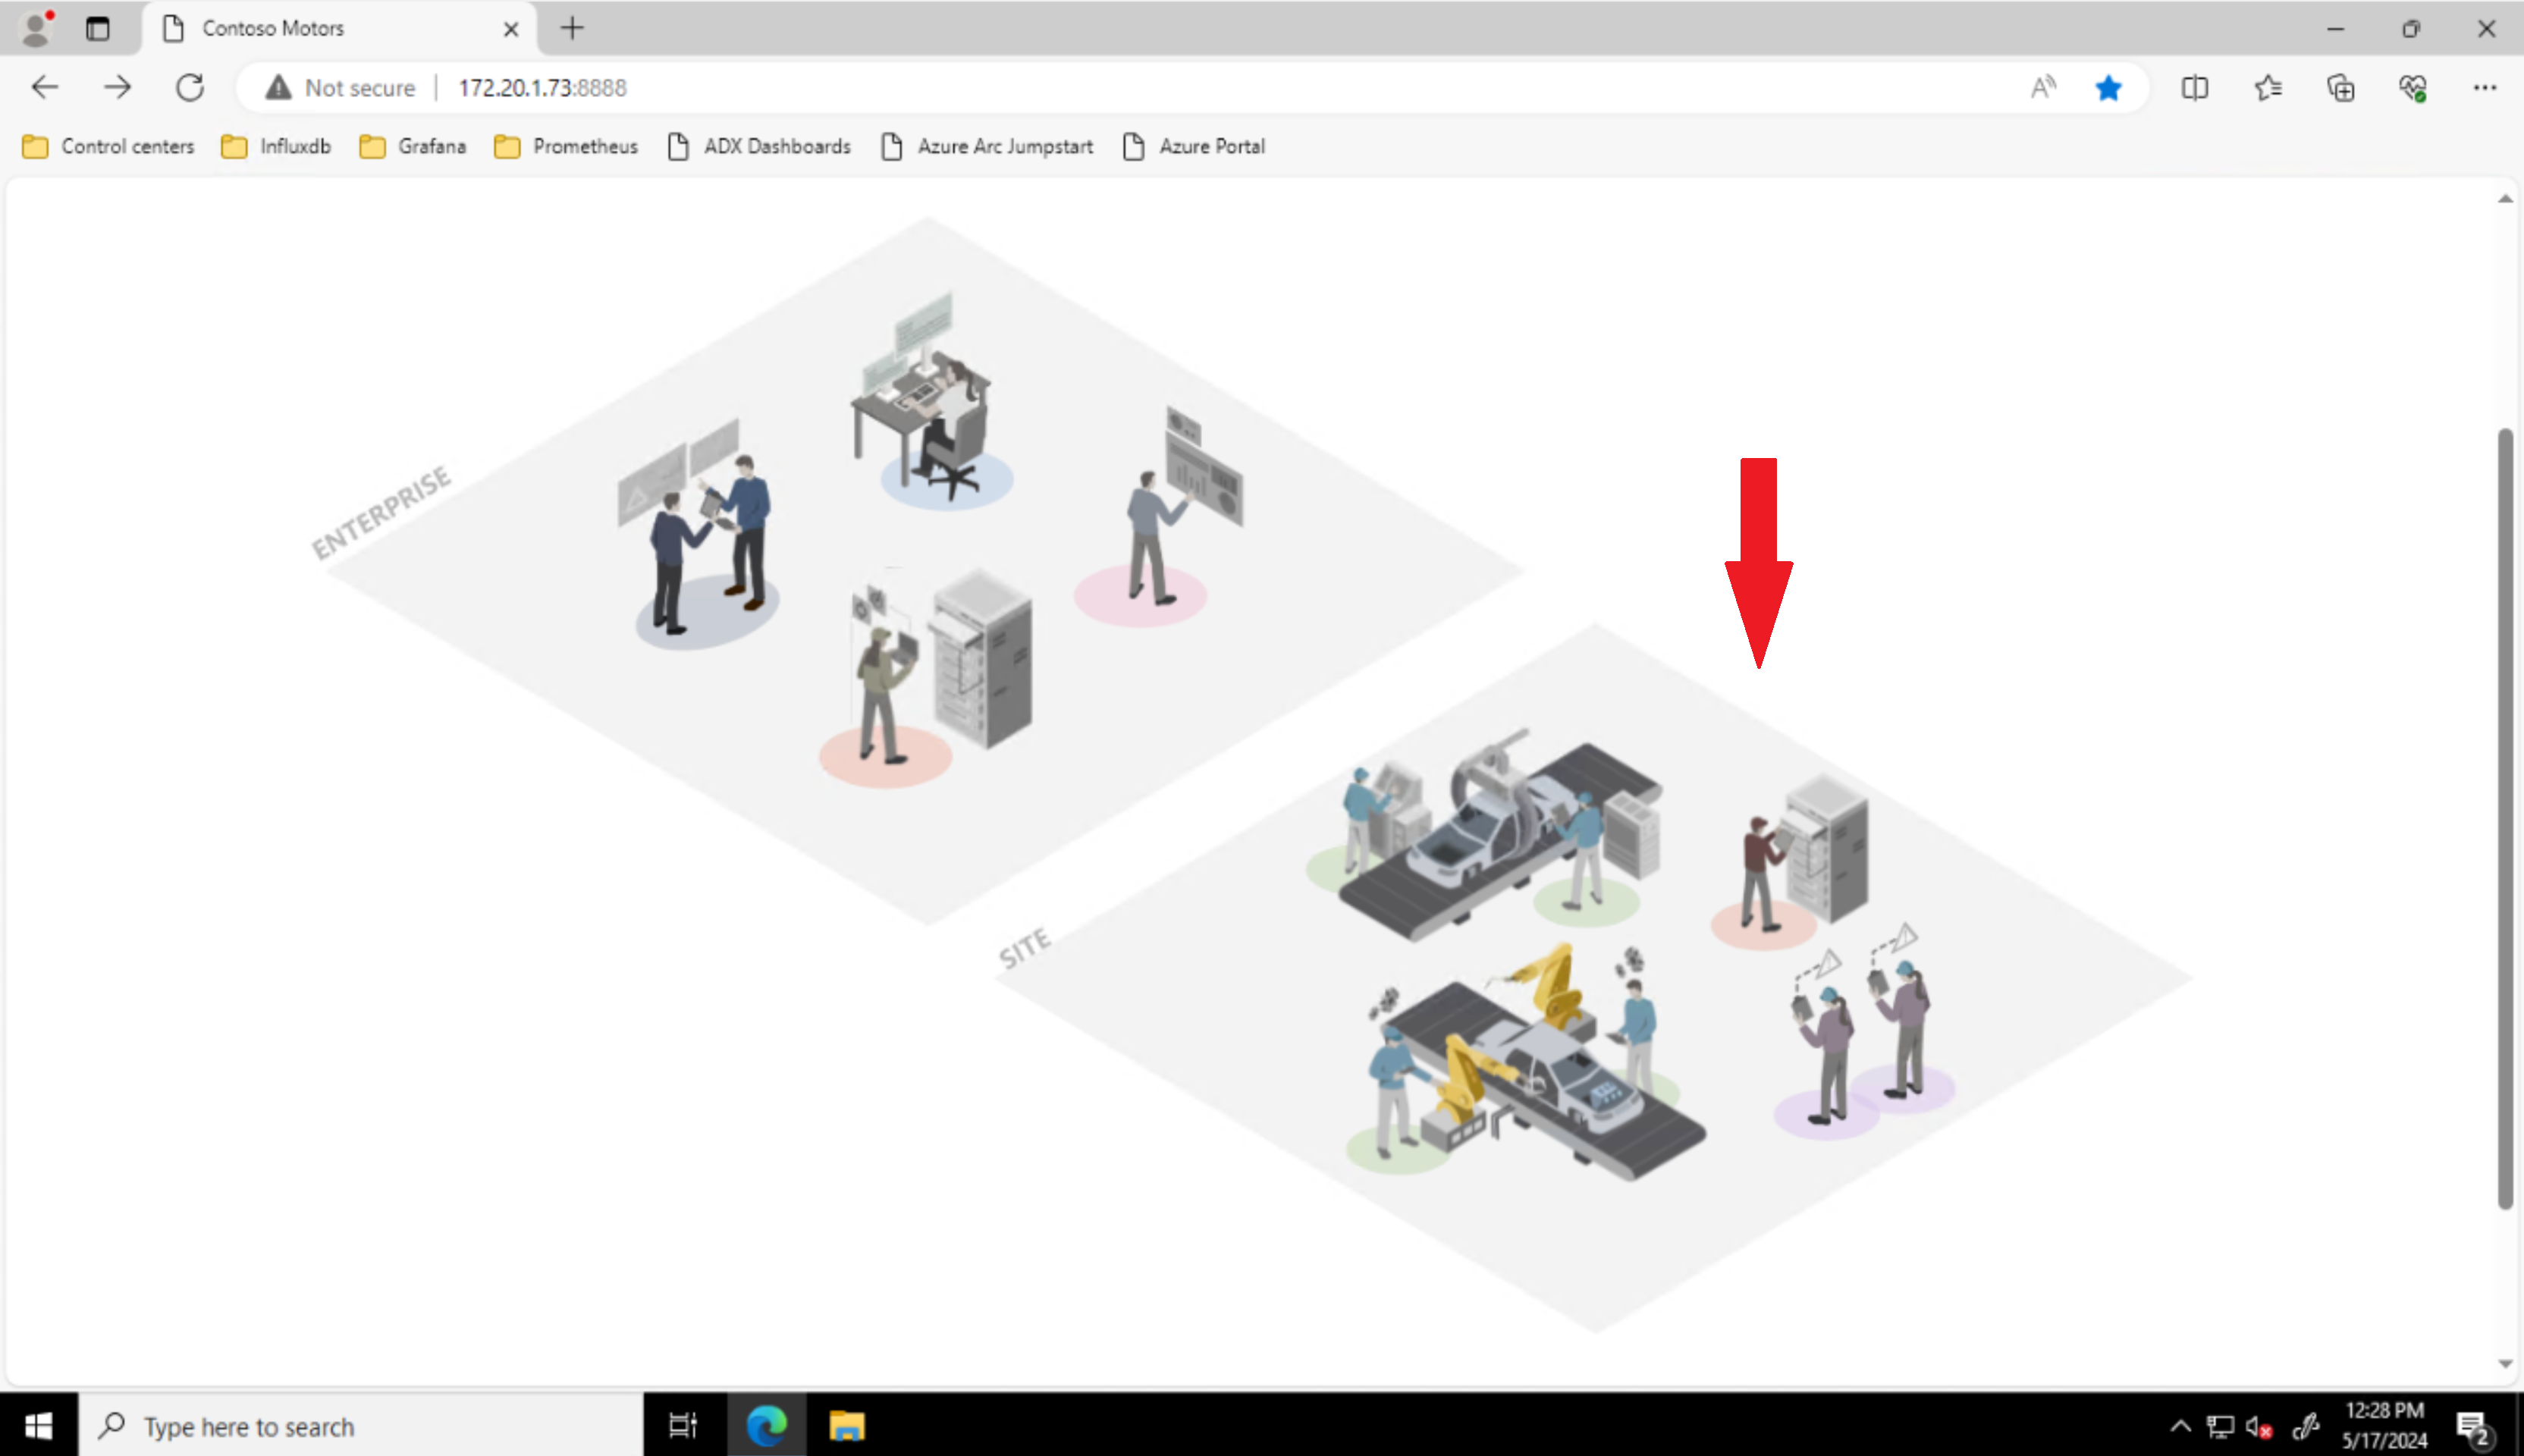 Contoso Motors
Not secure 172.20.1.73:8888
Control centers Influxdb Grafana Prometheus ADX Dashboards Azure Arc Jumpstart Azure Portal
ENTERPRISE
SITE
Type here to search
12:28 PM
5/17/2024
2